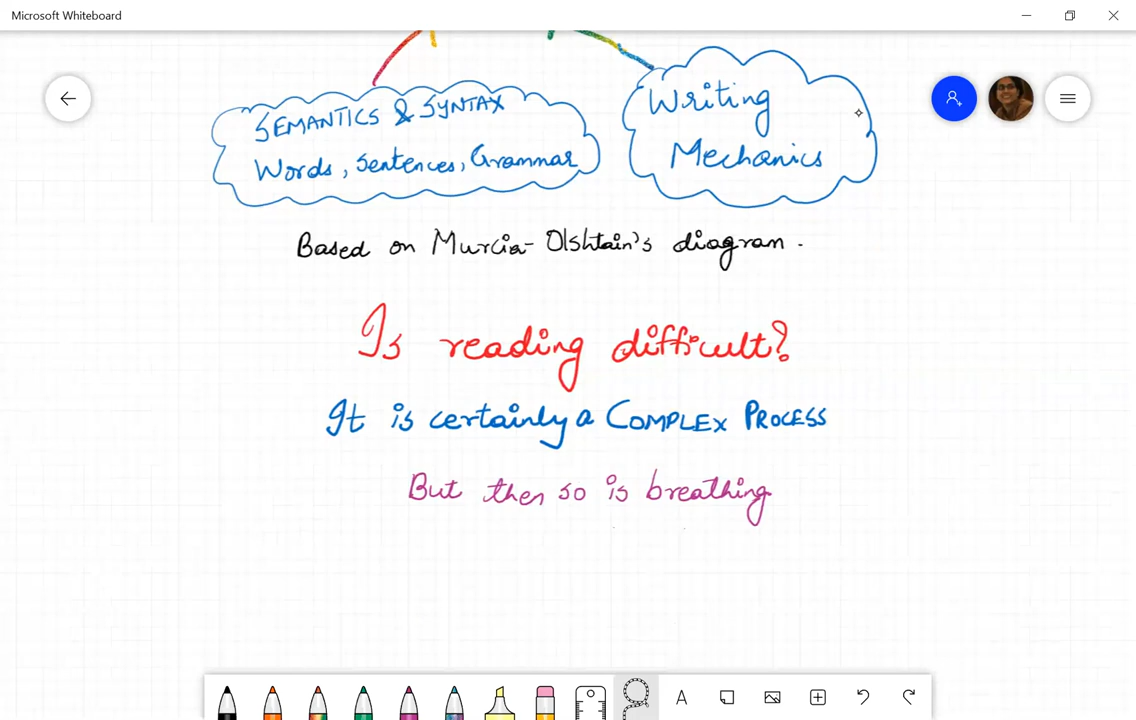 Microsoft Whiteboard
SEMANTICS & SYNTAX
Words, Sentences, Grammar
Writing
Mechanics
Based on Murcia-Olshtain's diagram.
Is reading difficult?
It is certainly a COMPLEX PROCESS
But then so is breathing
A